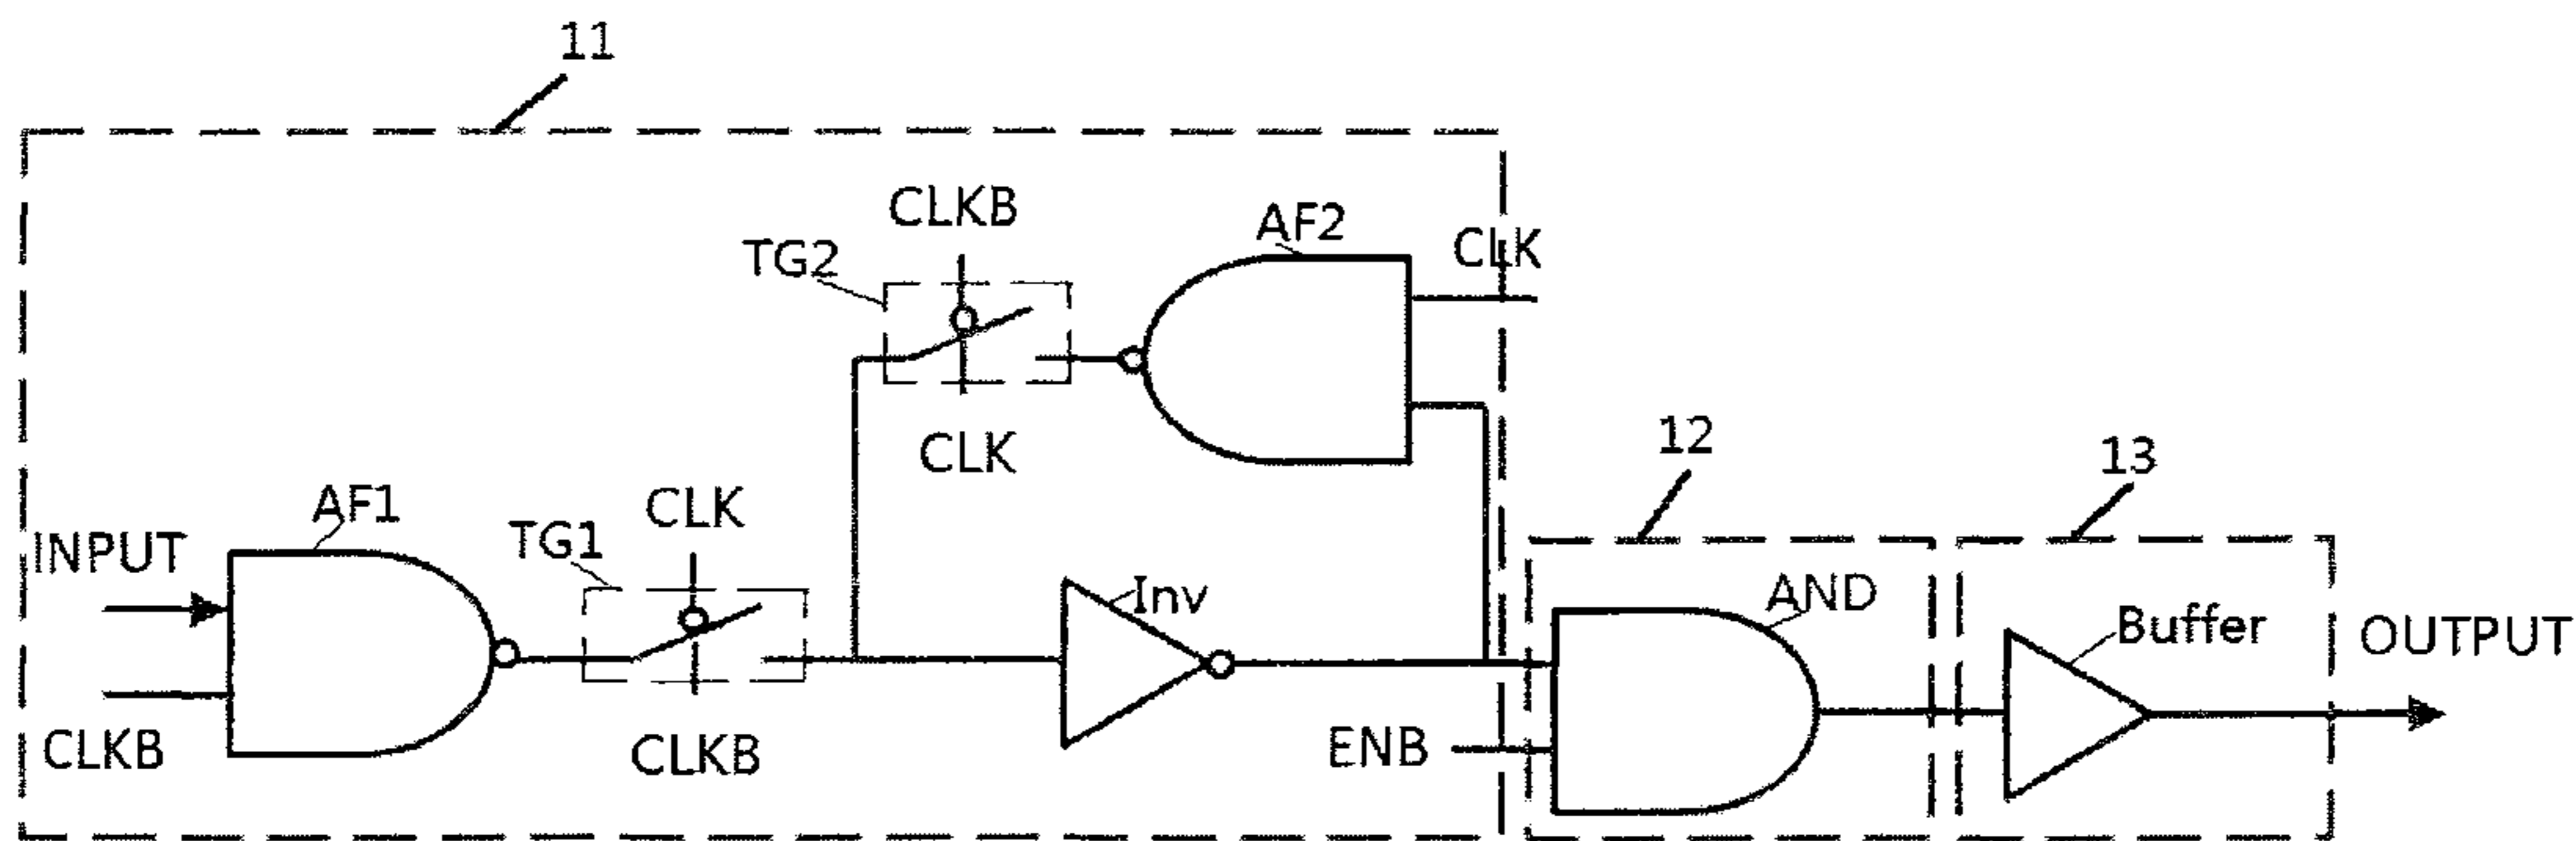 11
CLKB
AF2
TG2
CLK
CLK
12
13
AF1
CLK
TG1
INPUT
Inv
AND
Buffer
OUTPUT
CLKB
CLKB
ENB